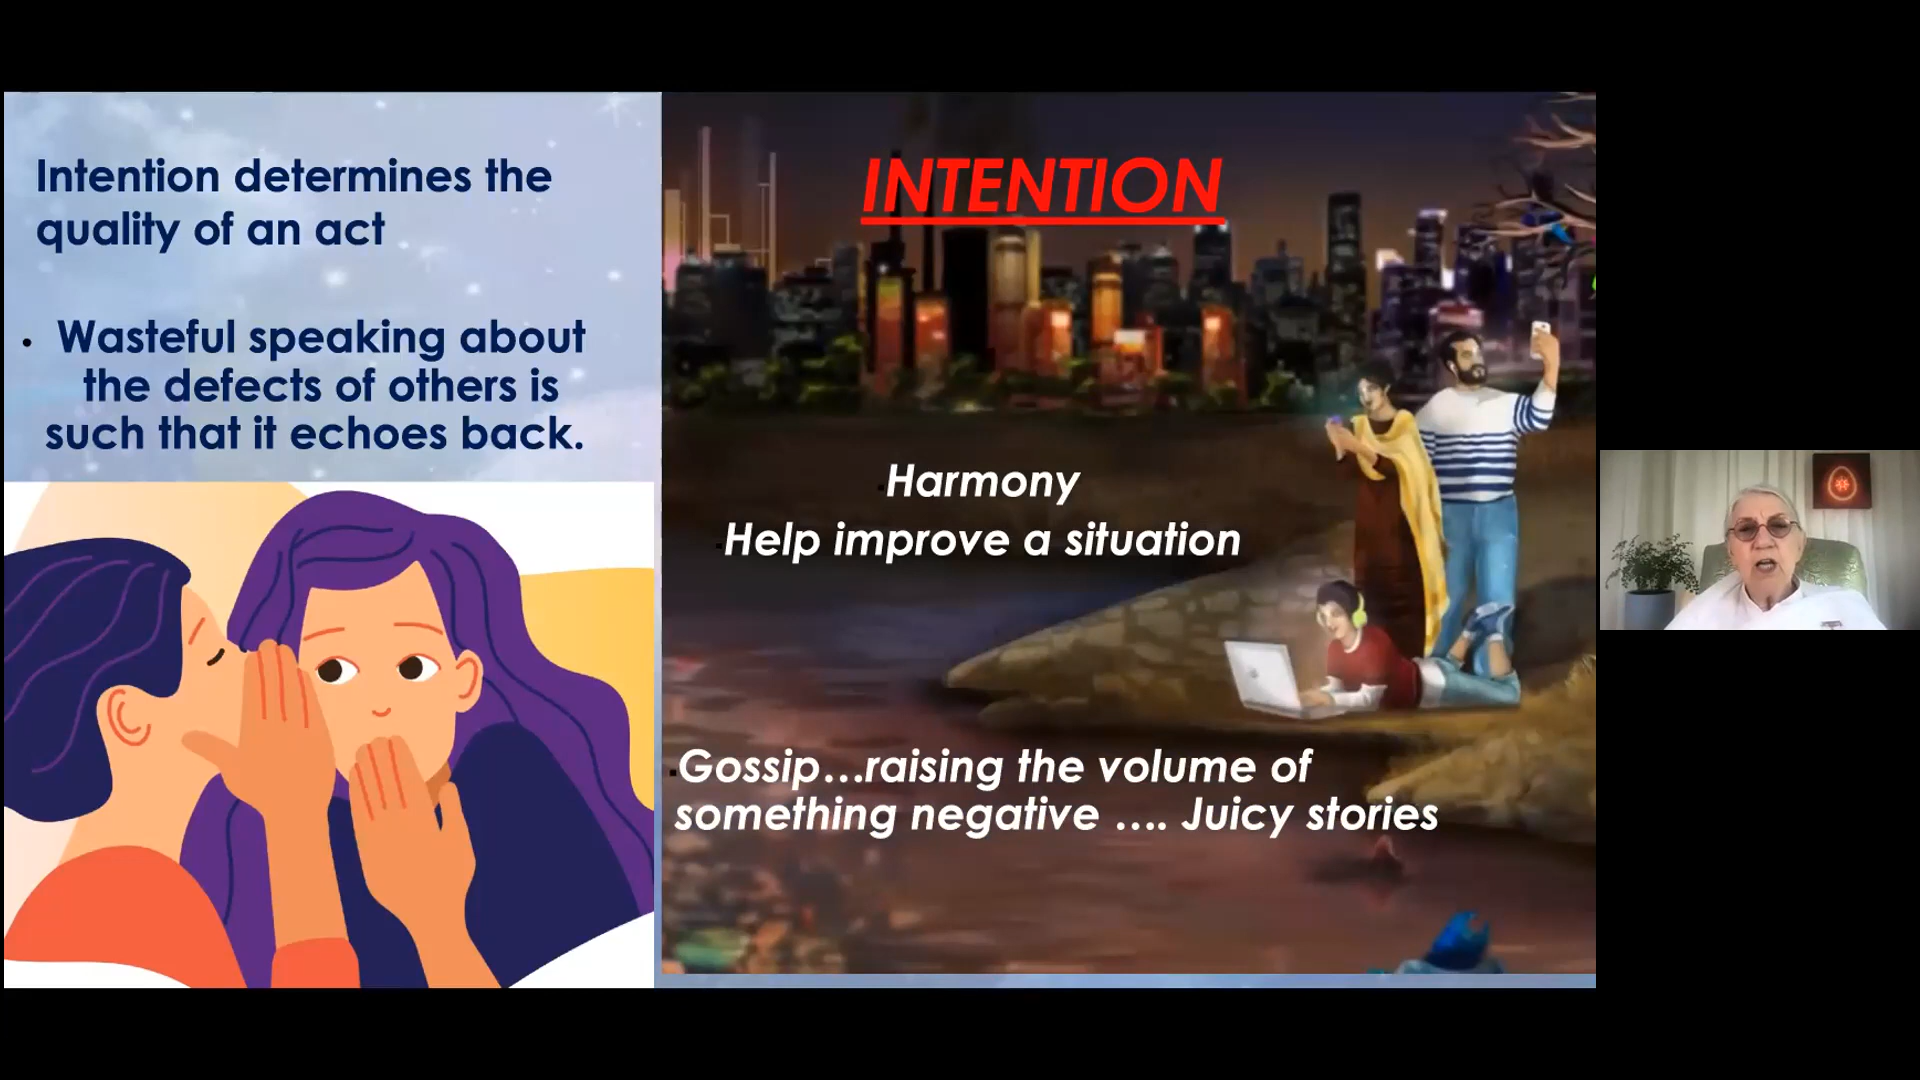 Intention determines the
quality of an act
• Wasteful speaking about
the defects of others is
such that it echoes back.
INTENTION
Harmony
Help improve a situation
Gossip...raising the volume of
something negative .... Juicy stories